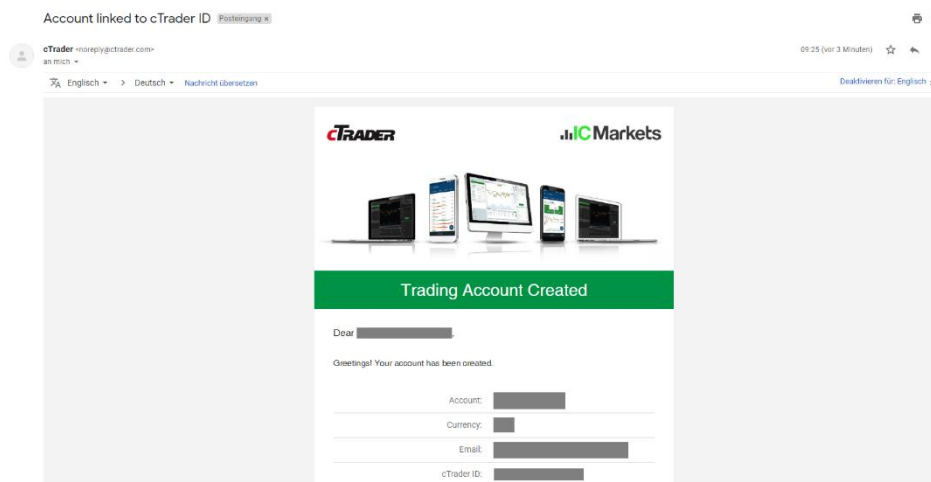 Account linked to cTrader ID Posteingang x
cTrader <noreply@ctrader.com>
09:25 (vor 3 Minuten)
an mich
Englisch > Deutsch Nachricht übersetzen
Deaktivieren für: Englisch
cTRADER ICMarkets
Trading Account Created
Dear ,
Greetings! Your account has been created.
Account:
Currency:
Email:
cTrader ID: